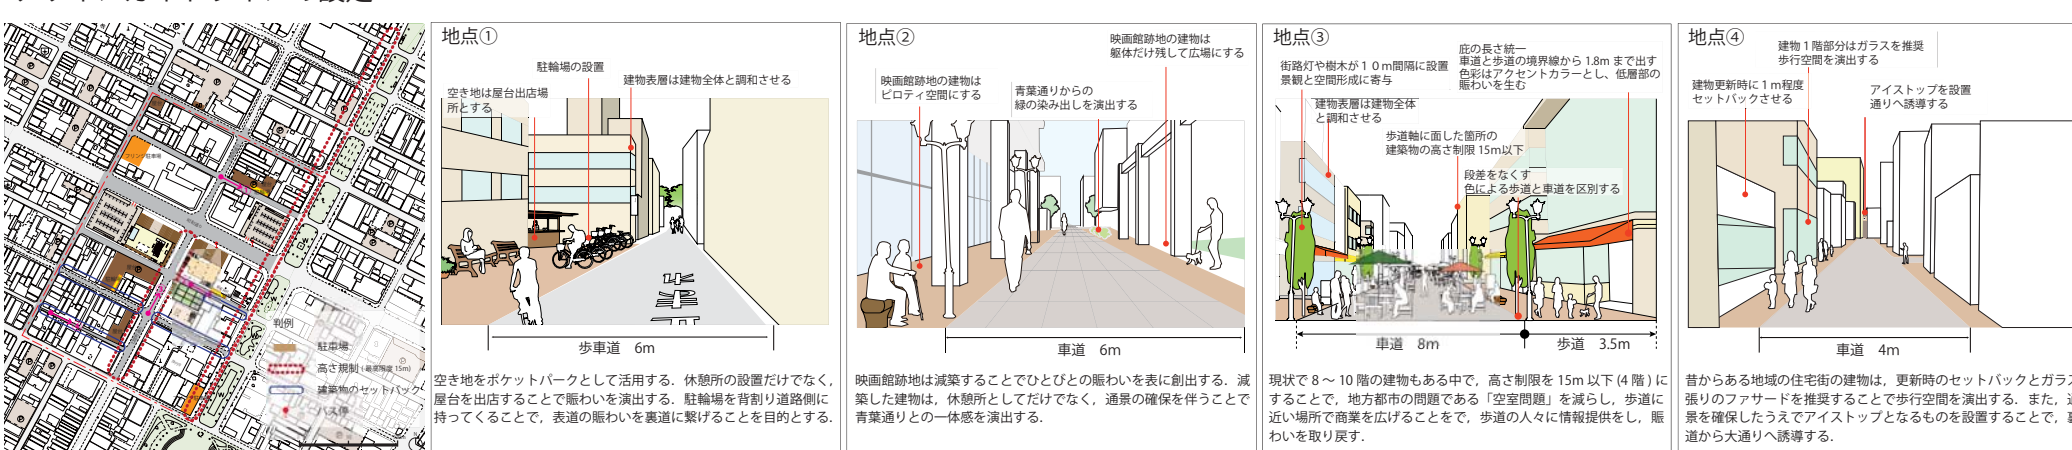 コインパーキング駐車場
判例
駐車場
高さ規制 (最高限度 15m)
建築物のセットバック
バス停
地点①
駐輪場の設置
建物表層は建物全体と調和させる
空き地は屋台出店場
所とする
歩車道 6m
空き地をポケットパークとして活用する．休憩所の設置だけでなく，
屋台を出店することで賑わいを演出する．駐輪場を背割り道路側に
持ってくることで，表道の賑わいを裏道に繋げることを目的とする．
地点②
映画館跡地の建物は
躯体だけ残して広場にする
映画館跡地の建物は
ピロティ空間にする
青葉通りからの
緑の染み出しを演出する
車道 6m
映画館跡地は減築することでひとびとの賑わいを表に創出する．減
築した建物は，休憩所としてだけでなく，通景の確保を伴うことで
青葉通りとの一体感を演出する．
地点③
庇の長さ統一
車道と歩道の境界線から 1.8m まで出す
色彩はアクセントカラーとし，低層部の
賑わいを生む
街路灯や樹木が１０ｍ間隔に設置
景観と空間形成に寄与
建物表層は建物全体
と調和させる
歩道軸に面した箇所の
建築物の高さ制限 15m以下
段差をなくす
色による歩道と車道を区別する
車道 8m
歩道 3.5m
現状で 8 ～ 10 階の建物もある中で，高さ制限を 15m 以下 (4 階 ) に
することで，地方都市の問題である「空室問題」を減らし，歩道に
近い場所で商業を広げることをで，歩道の人々に情報提供をし，賑
わいを取り戻す．
地点④
建物 1 階部分はガラスを推奨
歩行空間を演出する
建物更新時に 1 ｍ程度
セットバックさせる
アイストップを設置
通りへ誘導する
車道 4m
昔からある地域の住宅街の建物は，更新時のセットバックとガラス
張りのファサードを推奨することで歩行空間を演出する．また，通
景を確保したうえでアイストップとなるものを設置することで，裏
道から大通りへ誘導する．